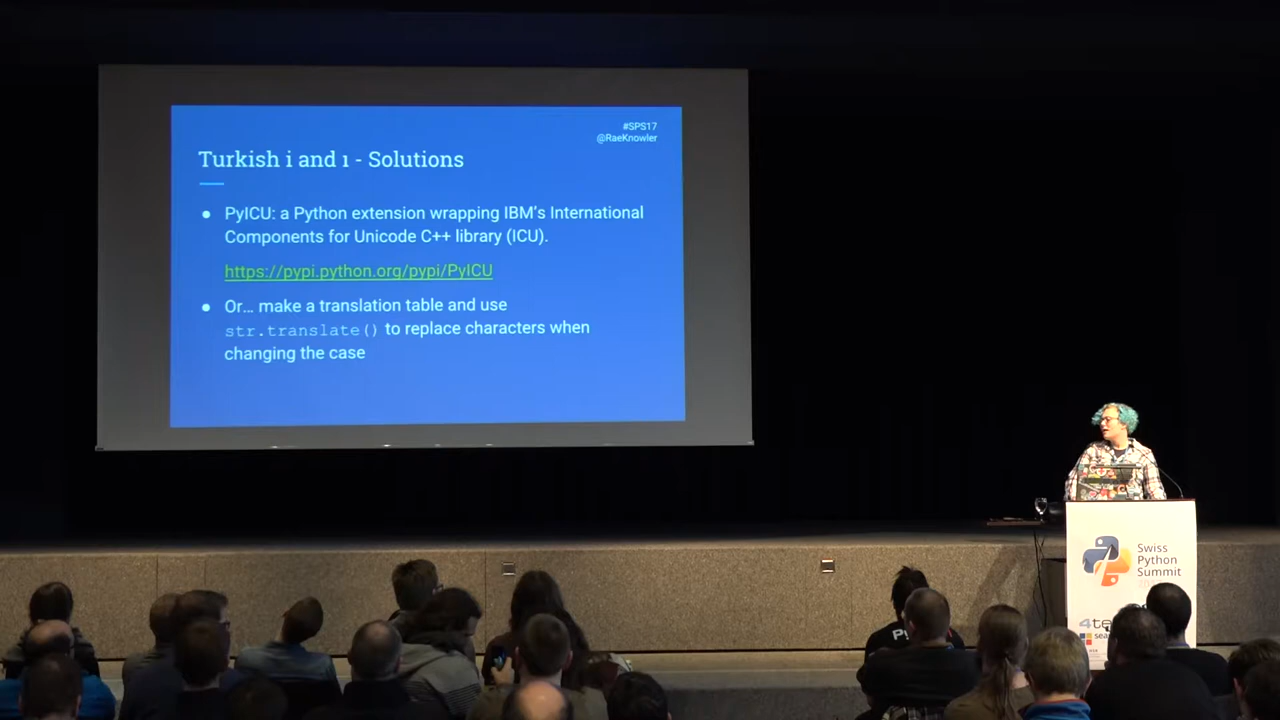 #SPS17
@RaeKnowler
Turkish i and ı - Solutions
● PyICU: a Python extension wrapping IBM's International
Components for Unicode C++ library (ICU).
https://pypi.python.org/pypi/PyICU
● Or… make a translation table and use
str.translate() to replace characters when
changing the case
Swiss
Python
Summit